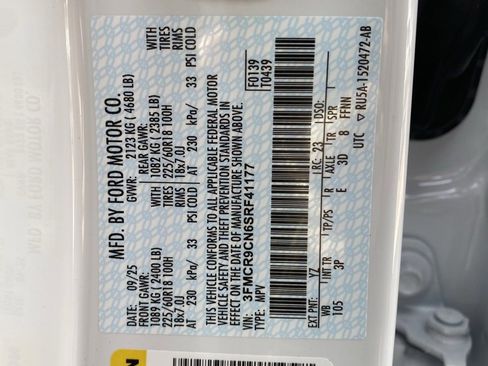 MFD. BY FORD MOTOR CO.
DATE: 09/25 GVWR: 2123 KG ( 4680 LB)
FRONT GAWR: REAR GAWR:
1089 KG (2400 LB) 1082 KG ( 2385 LB) WITH
225/60R18 100H 225/60R18 100H TIRES
18x7.0J 18x7.0J RIMS
AT 230 kPa/ 33 PSI COLD AT 230 kPa/ 33 PSI COLD
THIS VEHICLE CONFORMS TO ALL APPLICABLE FEDERAL MOTOR
VEHICLE SAFETY AND THEFT PREVENTION STANDARDS IN
EFFECT ON THE DATE OF MANUFACTURE SHOWN ABOVE.
VIN: 3FMCR9CN6SRF41177 F0139
TYPE: MPV T0439
EXT PNT: YZ RC: 23 DSO:
WB INT TR TP/PS R AXLE TR SPR
105 3P E 3D 8 FFNN
UTC RU5A-1520472-AB